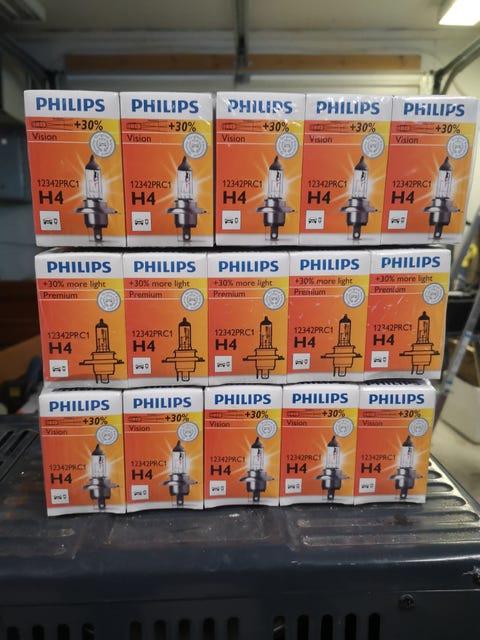 PHILIPS
+30%
Vision
12342PRC1
H4
PHILIPS
+30%
Vision
12342PRC1
H4
PHILIPS
+30%
Vision
12342PRC1
H4
PHILIPS
+30%
Vision
12342PRC1
H4
PHILIPS
+30%
Vision
12342PRC1
H4
PHILIPS
+30% more light
Premium
12342PRC1
H4
PHILIPS
+30% more light
Premium
12342PRC1
H4
PHILIPS
+30% more light
Premium
12342PRC1
H4
PHILIPS
+30% more light
Premium
12342PRC1
H4
PHILIPS
+30% more light
Premium
12342PRC1
H4
PHILIPS
+30%
Vision
12342PRC1
H4
PHILIPS
+30%
Vision
12342PRC1
H4
PHILIPS
+30%
Vision
12342PRC1
H4
PHILIPS
+30%
Vision
12342PRC1
H4
PHILIPS
+30%
Vision
12342PRC1
H4